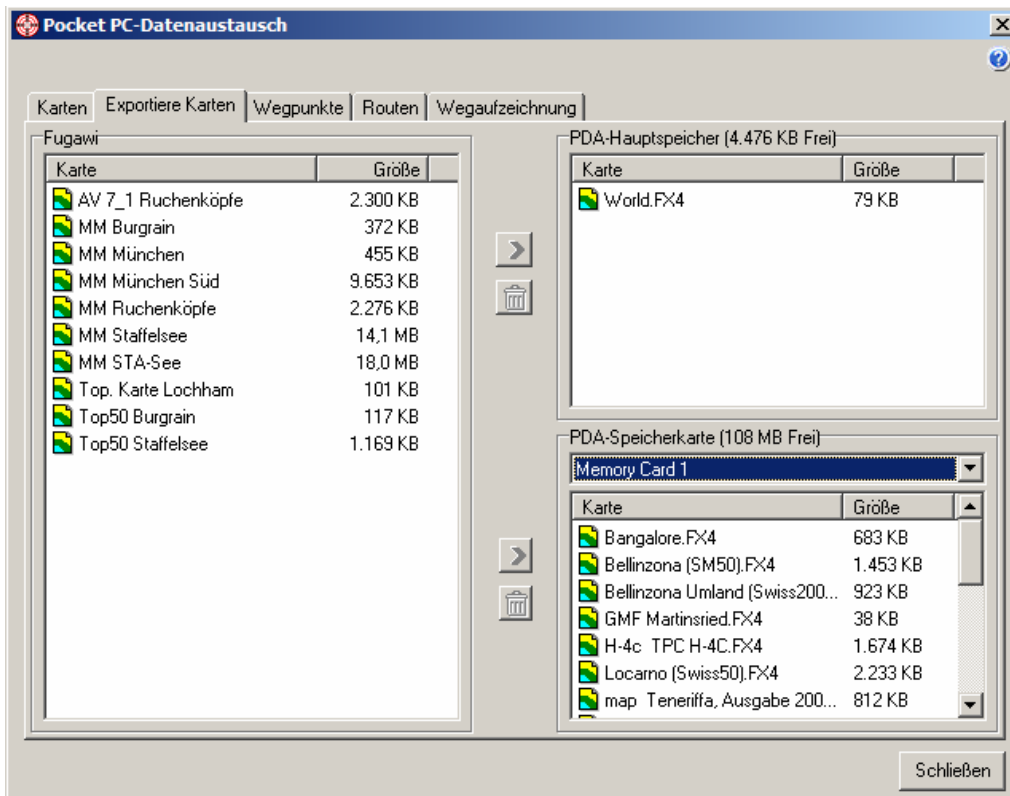 Pocket PC-Datenaustausch
Karten
Exportiere Karten
Wegpunkte
Routen
Wegaufzeichnung
Fugawi
Karte Größe
AV 7_1 Ruchenköpfe 2.300 KB
MM Burgrain 372 KB
MM München 455 KB
MM München Süd 9.653 KB
MM Ruchenköpfe 2.276 KB
MM Staffelsee 14,1 MB
MM STA-See 18,0 MB
Top. Karte Lochham 101 KB
Top50 Burgrain 117 KB
Top50 Staffelsee 1.169 KB
PDA-Hauptspeicher (4.476 KB Frei)
Karte Größe
World.FX4 79 KB
PDA-Speicherkarte (108 MB Frei)
Memory Card 1
Karte Größe
Bangalore.FX4 683 KB
Bellinzona (SM50).FX4 1.453 KB
Bellinzona Umland (Swiss200... 923 KB
GMF Martinsried.FX4 38 KB
H-4c TPC H-4C.FX4 1.674 KB
Locarno (Swiss50).FX4 2.233 KB
map Teneriffa, Ausgabe 200... 812 KB
Schließen